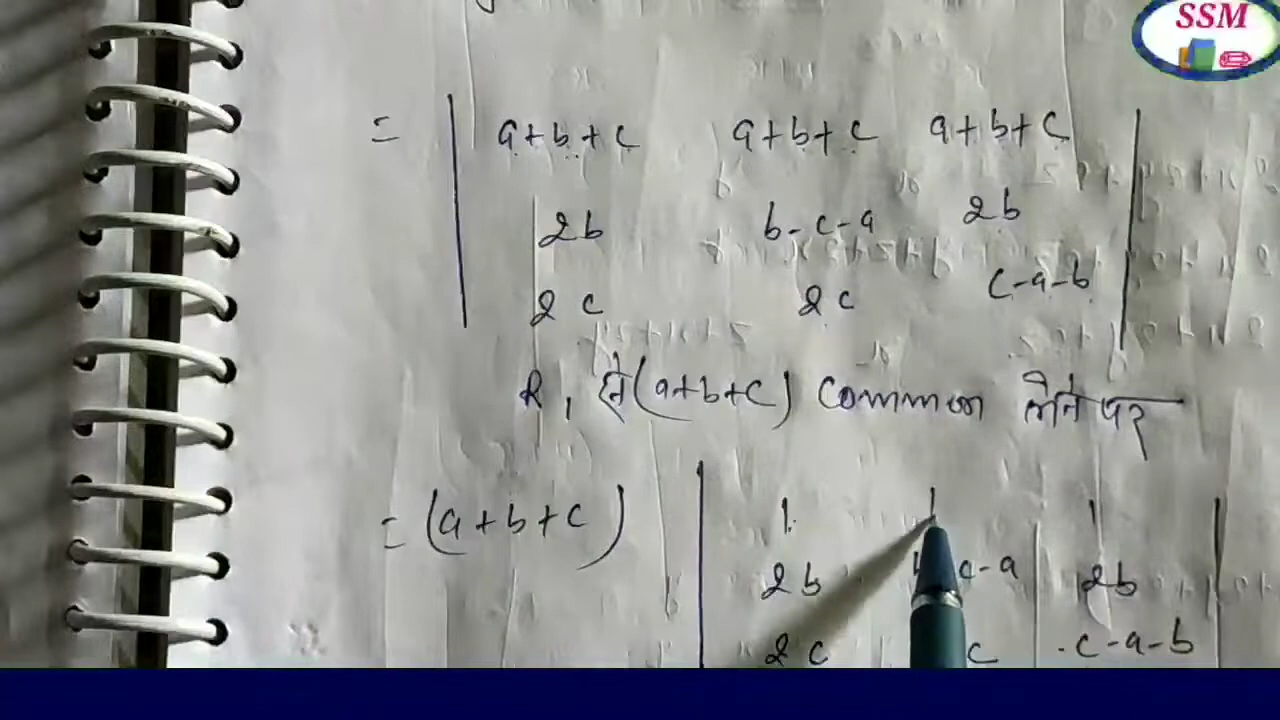 SSM
= | a+b+c a+b+c a+b+c |
2b b-c-a 2b
2c 2c c-a-b
R₁ से (a+b+c) common लेने पर
= (a+b+c) | 1 1 1 |
2b c-a 2b
2c c c-a-b